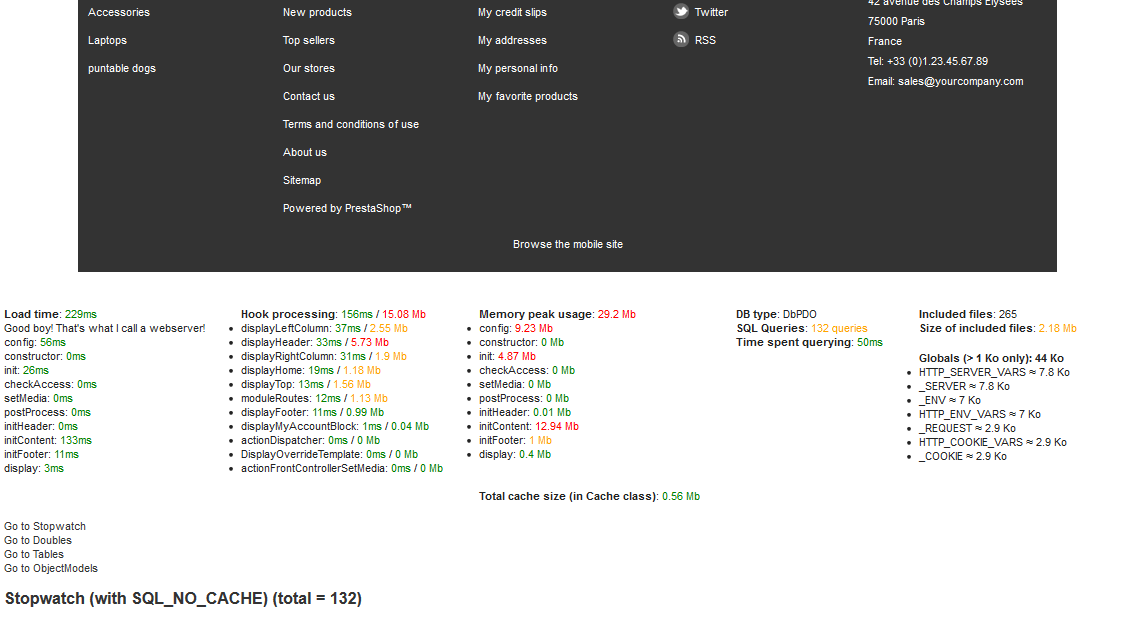 Accessories
Laptops
puntable dogs
New products
Top sellers
Our stores
Contact us
Terms and conditions of use
About us
Sitemap
Powered by PrestaShop™
My credit slips
My addresses
My personal info
My favorite products
Twitter
RSS
42 avenue des Champs Elysées
75000 Paris
France
Tel: +33 (0)1.23.45.67.89
Email: sales@yourcompany.com
Browse the mobile site
Load time: 229ms
Good boy! That's what I call a webserver!
config: 56ms
constructor: 0ms
init: 26ms
checkAccess: 0ms
setMedia: 0ms
postProcess: 0ms
initHeader: 0ms
initContent: 133ms
initFooter: 11ms
display: 3ms
Hook processing: 156ms / 15.08 Mb
displayLeftColumn: 37ms / 2.55 Mb
displayHeader: 33ms / 5.73 Mb
displayRightColumn: 31ms / 1.9 Mb
displayHome: 19ms / 1.18 Mb
displayTop: 13ms / 1.56 Mb
moduleRoutes: 12ms / 1.13 Mb
displayFooter: 11ms / 0.99 Mb
displayMyAccountBlock: 1ms / 0.04 Mb
actionDispatcher: 0ms / 0 Mb
DisplayOverrideTemplate: 0ms / 0 Mb
actionFrontControllerSetMedia: 0ms / 0 Mb
Memory peak usage: 29.2 Mb
config: 9.23 Mb
constructor: 0 Mb
init: 4.87 Mb
checkAccess: 0 Mb
setMedia: 0 Mb
postProcess: 0 Mb
initHeader: 0.01 Mb
initContent: 12.94 Mb
initFooter: 1 Mb
display: 0.4 Mb
Total cache size (in Cache class): 0.56 Mb
DB type: DbPDO
SQL Queries: 132 queries
Time spent querying: 50ms
Included files: 265
Size of included files: 2.18 Mb
Globals (> 1 Ko only): 44 Ko
HTTP_SERVER_VARS ≈ 7.8 Ko
_SERVER ≈ 7.8 Ko
_ENV ≈ 7 Ko
HTTP_ENV_VARS ≈ 7 Ko
_REQUEST ≈ 2.9 Ko
HTTP_COOKIE_VARS ≈ 2.9 Ko
_COOKIE ≈ 2.9 Ko
Go to Stopwatch
Go to Doubles
Go to Tables
Go to ObjectModels
Stopwatch (with SQL_NO_CACHE) (total = 132)